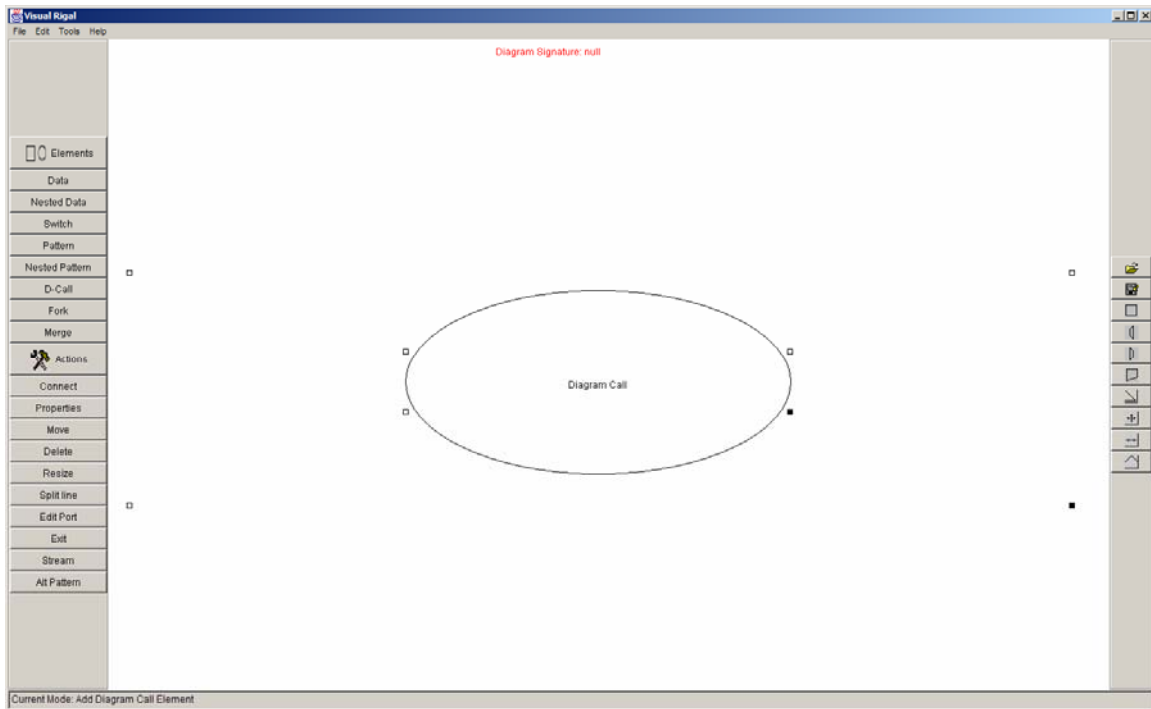 Visual Rigal
File Edit Tools Help
Diagram Signature: null
Elements
Data
Nested Data
Switch
Pattern
Nested Pattern
D-Call
Fork
Merge
Actions
Connect
Properties
Move
Delete
Resize
Split line
Edit Port
Exit
Stream
Alt Pattern
Diagram Call
Current Mode: Add Diagram Call Element